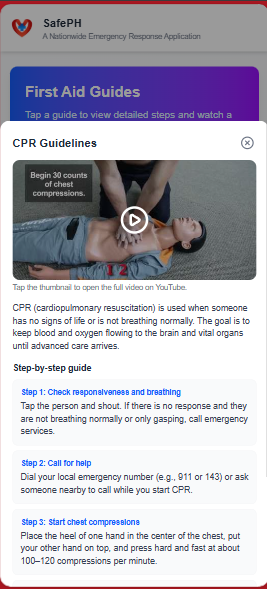 SafePH
A Nationwide Emergency Response Application
First Aid Guides
Tap a guide to view detailed steps and watch a
CPR Guidelines
Begin 30 counts
of chest
compressions.
Tap the thumbnail to open the full video on YouTube.
CPR (cardiopulmonary resuscitation) is used when someone
has no signs of life or is not breathing normally. The goal is to
keep blood and oxygen flowing to the brain and vital organs
until advanced care arrives.
Step-by-step guide
Step 1: Check responsiveness and breathing
Tap the person and shout. If there is no response and they
are not breathing normally or only gasping, call emergency
services.
Step 2: Call for help
Dial your local emergency number (e.g., 911 or 143) or ask
someone nearby to call while you start CPR.
Step 3: Start chest compressions
Place the heel of one hand in the center of the chest, put
your other hand on top, and press hard and fast at about
100–120 compressions per minute.